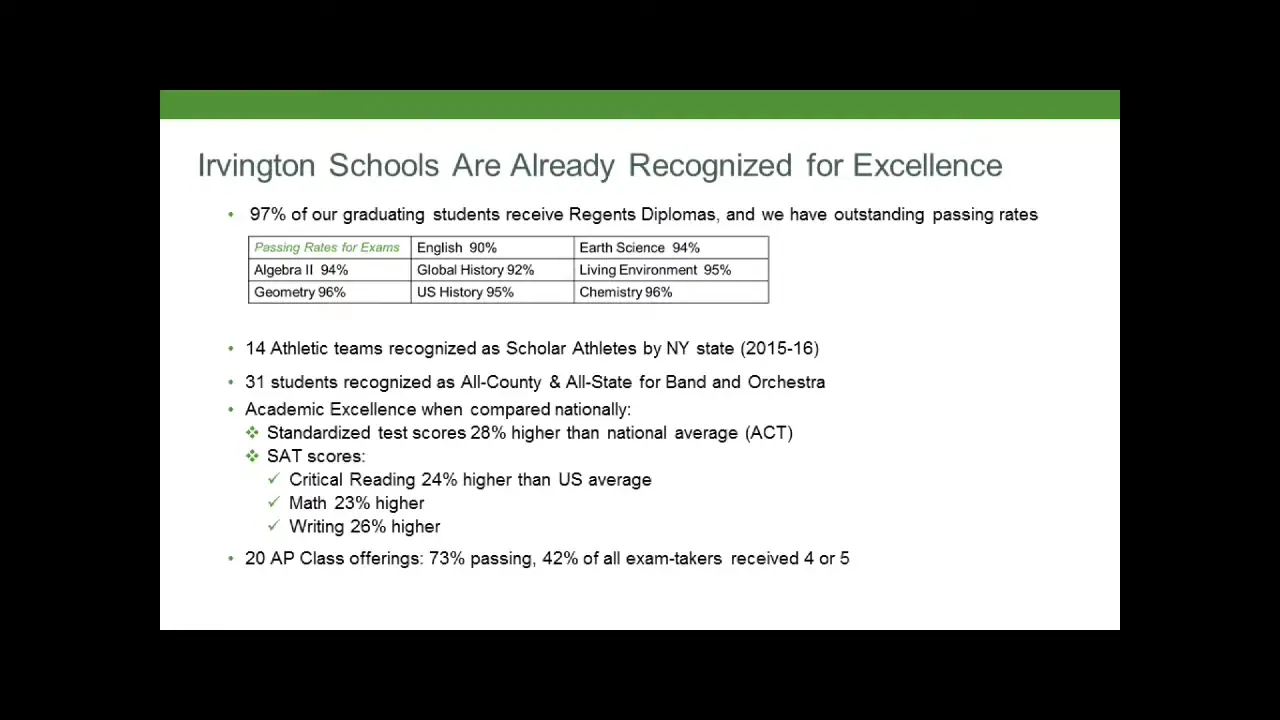 Irvington Schools Are Already Recognized for Excellence
• 97% of our graduating students receive Regents Diplomas, and we have outstanding passing rates
Passing Rates for Exams English 90% Earth Science 94%
Algebra II 94% Global History 92% Living Environment 95%
Geometry 96% US History 95% Chemistry 96%
• 14 Athletic teams recognized as Scholar Athletes by NY state (2015-16)
• 31 students recognized as All-County & All-State for Band and Orchestra
• Academic Excellence when compared nationally:
❖ Standardized test scores 28% higher than national average (ACT)
❖ SAT scores:
✓ Critical Reading 24% higher than US average
✓ Math 23% higher
✓ Writing 26% higher
• 20 AP Class offerings: 73% passing, 42% of all exam-takers received 4 or 5